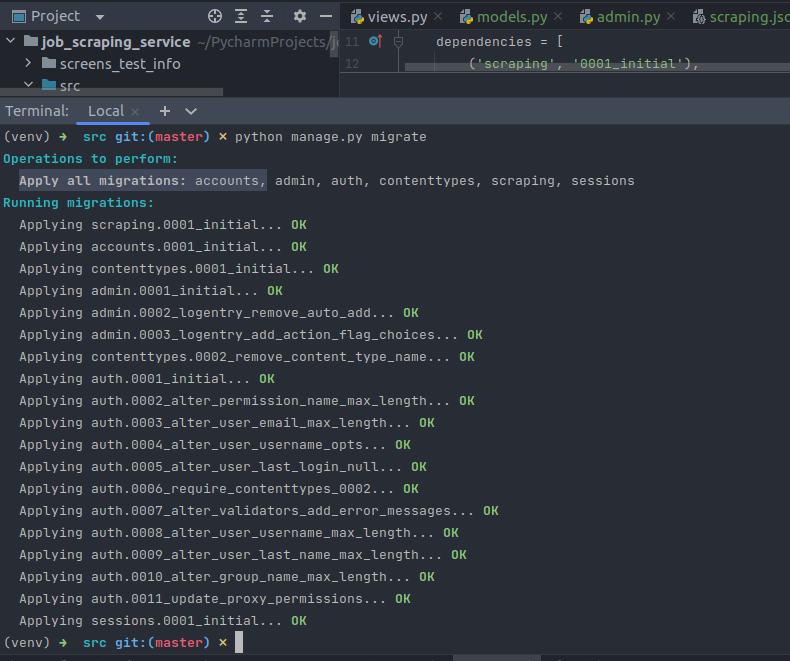 Project
views.py
models.py
admin.py
job_scraping_service ~/PycharmProjects/
11 dependencies = [
screens_test_info
12 ('scraping', '0001_initial'),
src
Terminal: Local × + 
(venv) ➜ src git:(master) ✗ python manage.py migrate
Operations to perform:
Apply all migrations: accounts, admin, auth, contenttypes, scraping, sessions
Running migrations:
Applying scraping.0001_initial... OK
Applying accounts.0001_initial... OK
Applying contenttypes.0001_initial... OK
Applying admin.0001_initial... OK
Applying admin.0002_logentry_remove_auto_add... OK
Applying admin.0003_logentry_add_action_flag_choices... OK
Applying contenttypes.0002_remove_content_type_name... OK
Applying auth.0001_initial... OK
Applying auth.0002_alter_permission_name_max_length... OK
Applying auth.0003_alter_user_email_max_length... OK
Applying auth.0004_alter_user_username_opts... OK
Applying auth.0005_alter_user_last_login_null... OK
Applying auth.0006_require_contenttypes_0002... OK
Applying auth.0007_alter_validators_add_error_messages... OK
Applying auth.0008_alter_user_username_max_length... OK
Applying auth.0009_alter_user_last_name_max_length... OK
Applying auth.0010_alter_group_name_max_length... OK
Applying auth.0011_update_proxy_permissions... OK
Applying sessions.0001_initial... OK
(venv) ➜ src git:(master) ✗